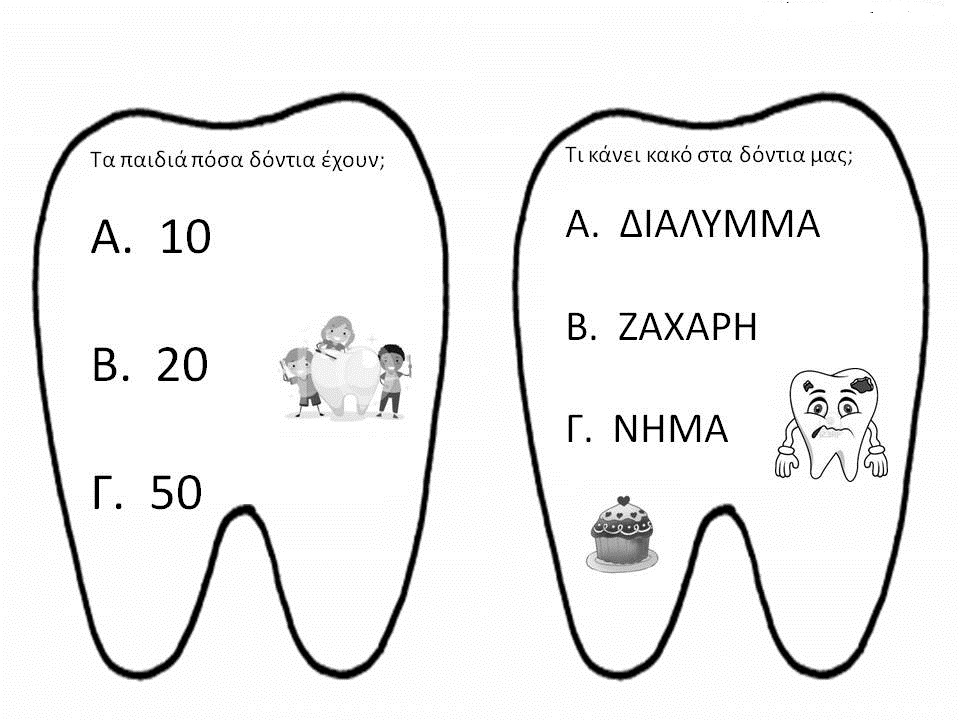 Τα παιδιά πόσα δόντια έχουν;
Α. 10
Β. 20
Γ. 50
Τι κάνει κακό στα δόντια μας;
Α. ΔΙΑΛΥΜΜΑ
Β. ΖΑΧΑΡΗ
Γ. ΝΗΜΑ